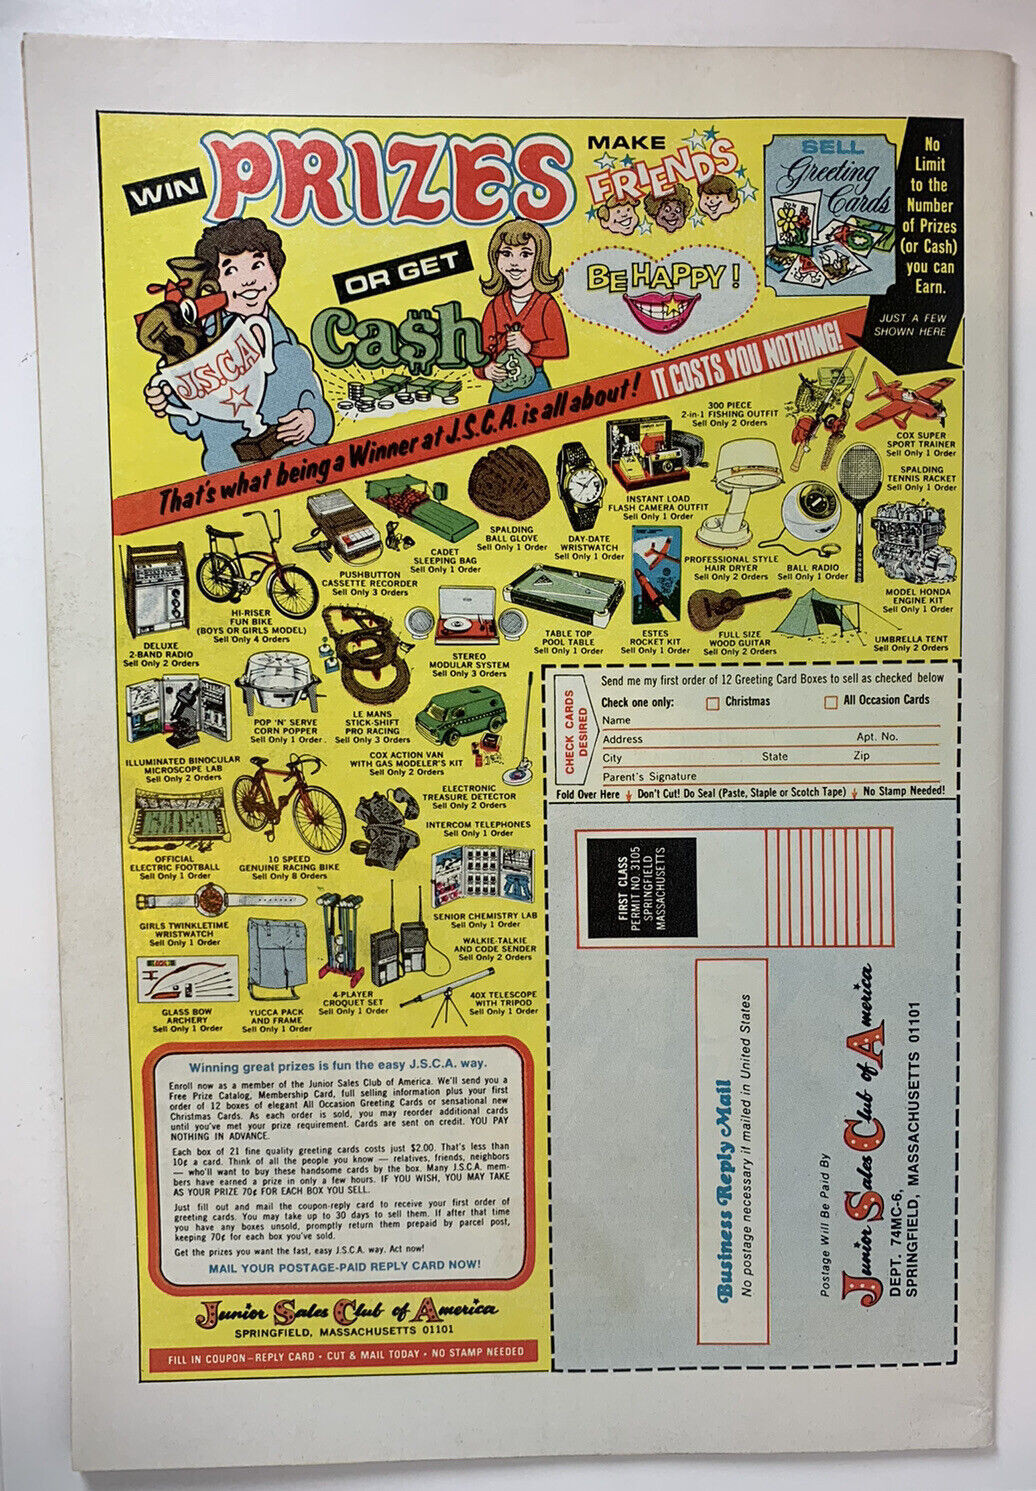 WIN PRIZES
MAKE
FRIENDS
SELL
Greeting
Cards
No
Limit
to the
Number
of Prizes
(or Cash)
you can
Earn.
JUST A FEW
SHOWN HERE
OR GET
Ca$h
BE HAPPY!
J.S.C.A.
$
That's what being a Winner at J.S.C.A. is all about! IT COSTS YOU NOTHING!
300 PIECE
2-in-1 FISHING OUTFIT
Sell Only 2 Orders
COX SUPER
SPORT TRAINER
Sell Only 1 Order
SPALDING
TENNIS RACKET
Sell Only 1 Order
INSTANT LOAD
FLASH CAMERA OUTFIT
Sell Only 1 Order
SPALDING
BALL GLOVE
Sell Only 1 Order
DAY-DATE
WRISTWATCH
Sell Only 1 Order
CADET
SLEEPING BAG
Sell Only 1 Order
PUSHBUTTON
CASSETTE RECORDER
Sell Only 3 Orders
PROFESSIONAL STYLE
HAIR DRYER
Sell Only 2 Orders
BALL RADIO
Sell Only 1 Order
MODEL HONDA
ENGINE KIT
Sell Only 1 Order
HI-RISER
FUN BIKE
(BOYS OR GIRLS MODEL)
Sell Only 4 Orders
DELUXE
2-BAND RADIO
Sell Only 2 Orders
STEREO
MODULAR SYSTEM
Sell Only 3 Orders
TABLE TOP
POOL TABLE
Sell Only 1 Order
ESTES
ROCKET KIT
Sell Only 1 Order
FULL SIZE
WOOD GUITAR
Sell Only 2 Orders
UMBRELLA TENT
Sell Only 2 Orders
POP 'N' SERVE
CORN POPPER
Sell Only 1 Order.
LE MANS
STICK-SHIFT
PRO RACING
Sell Only 3 Orders
ILLUMINATED BINOCULAR
MICROSCOPE LAB
Sell Only 2 Orders
COX ACTION VAN
WITH GAS MODELER'S KIT
Sell Only 2 Orders
ELECTRONIC
TREASURE DETECTOR
Sell Only 2 Orders
INTERCOM TELEPHONES
Sell Only 1 Order
OFFICIAL
ELECTRIC FOOTBALL
Sell Only 1 Order
10 SPEED
GENUINE RACING BIKE
Sell Only 8 Orders
SENIOR CHEMISTRY LAB
Sell Only 1 Order
GIRLS TWINKLETIME
WRISTWATCH
Sell Only 1 Order
WALKIE-TALKIE
AND CODE SENDER
Sell Only 2 Orders
GLASS BOW
ARCHERY
Sell Only 1 Order
YUCCA PACK
AND FRAME
Sell Only 1 Order
4-PLAYER
CROQUET SET
Sell Only 1 Order
40X TELESCOPE
WITH TRIPOD
Sell Only 1 Order
Winning great prizes is fun the easy J.S.C.A. way.
Enroll now as a member of the Junior Sales Club of America. We'll send you a
Free Prize Catalog, Membership Card, full selling information plus your first
order of 12 boxes of elegant All Occasion Greeting Cards or sensational new
Christmas Cards. As each order is sold, you may reorder additional cards
until you've met your prize requirement. Cards are sent on credit. YOU PAY
NOTHING IN ADVANCE.
Each box of 21 fine quality greeting cards costs just $2.00. That's less than
10¢ a card. Think of all the people you know — relatives, friends, neighbors
— who'll want to buy these handsome cards by the box. Many J.S.C.A. mem-
bers have earned a prize in only a few hours. IF YOU WISH, YOU MAY TAKE
AS YOUR PRIZE 70¢ FOR EACH BOX YOU SELL.
Just fill out and mail the coupon-reply card to receive your first order of
greeting cards. You may take up to 30 days to sell them. If after that time
you have any boxes unsold, promptly return them prepaid by parcel post,
keeping 70¢ for each box you've sold.
Get the prizes you want the fast, easy J.S.C.A. way. Act now!
MAIL YOUR POSTAGE-PAID REPLY CARD NOW!
Junior Sales Club of America
SPRINGFIELD, MASSACHUSETTS 01101
FILL IN COUPON-REPLY CARD • CUT & MAIL TODAY • NO STAMP NEEDED
CHECK CARDS
DESIRED
Send me my first order of 12 Greeting Card Boxes to sell as checked below
Check one only: Christmas All Occasion Cards
Name
Address Apt. No.
City State Zip
Parent's Signature
Fold Over Here Don't Cut! Do Seal (Paste, Staple or Scotch Tape) No Stamp Needed!
FIRST CLASS
PERMIT NO. 3105
SPRINGFIELD
MASSACHUSETTS
Business Reply Mail
No postage necessary if mailed in United States
Postage Will Be Paid By
Junior Sales Club of America
DEPT. 74MC-6,
SPRINGFIELD, MASSACHUSETTS 01101